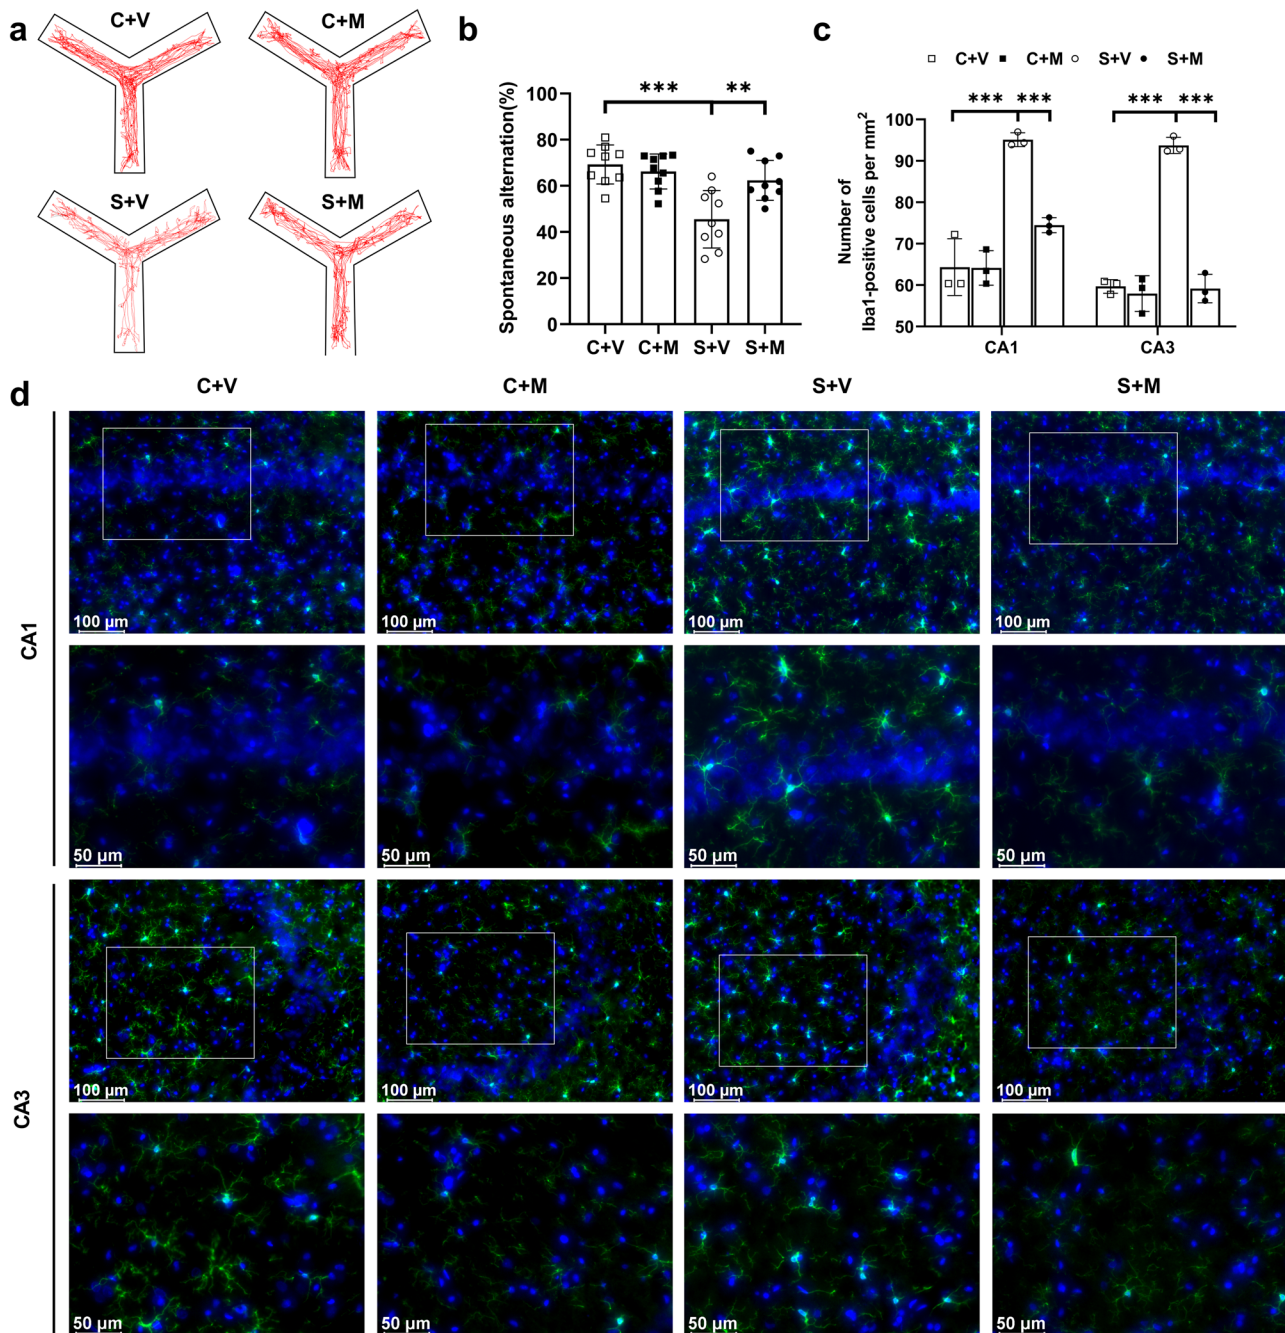 a
C+V
C+M
S+V
S+M
b
Spontaneous alternation(%)
100
80
60
40
20
0
***
**
C+V
C+M
S+V
S+M
c
C+V
C+M
S+V
S+M
Number of
Iba1-positive cells per mm²
100
90
80
70
60
50
***
***
***
***
CA1
CA3
d
C+V
C+M
S+V
S+M
CA1
100 µm
100 µm
100 µm
100 µm
50 µm
50 µm
50 µm
50 µm
CA3
100 µm
100 µm
100 µm
100 µm
50 µm
50 µm
50 µm
50 µm